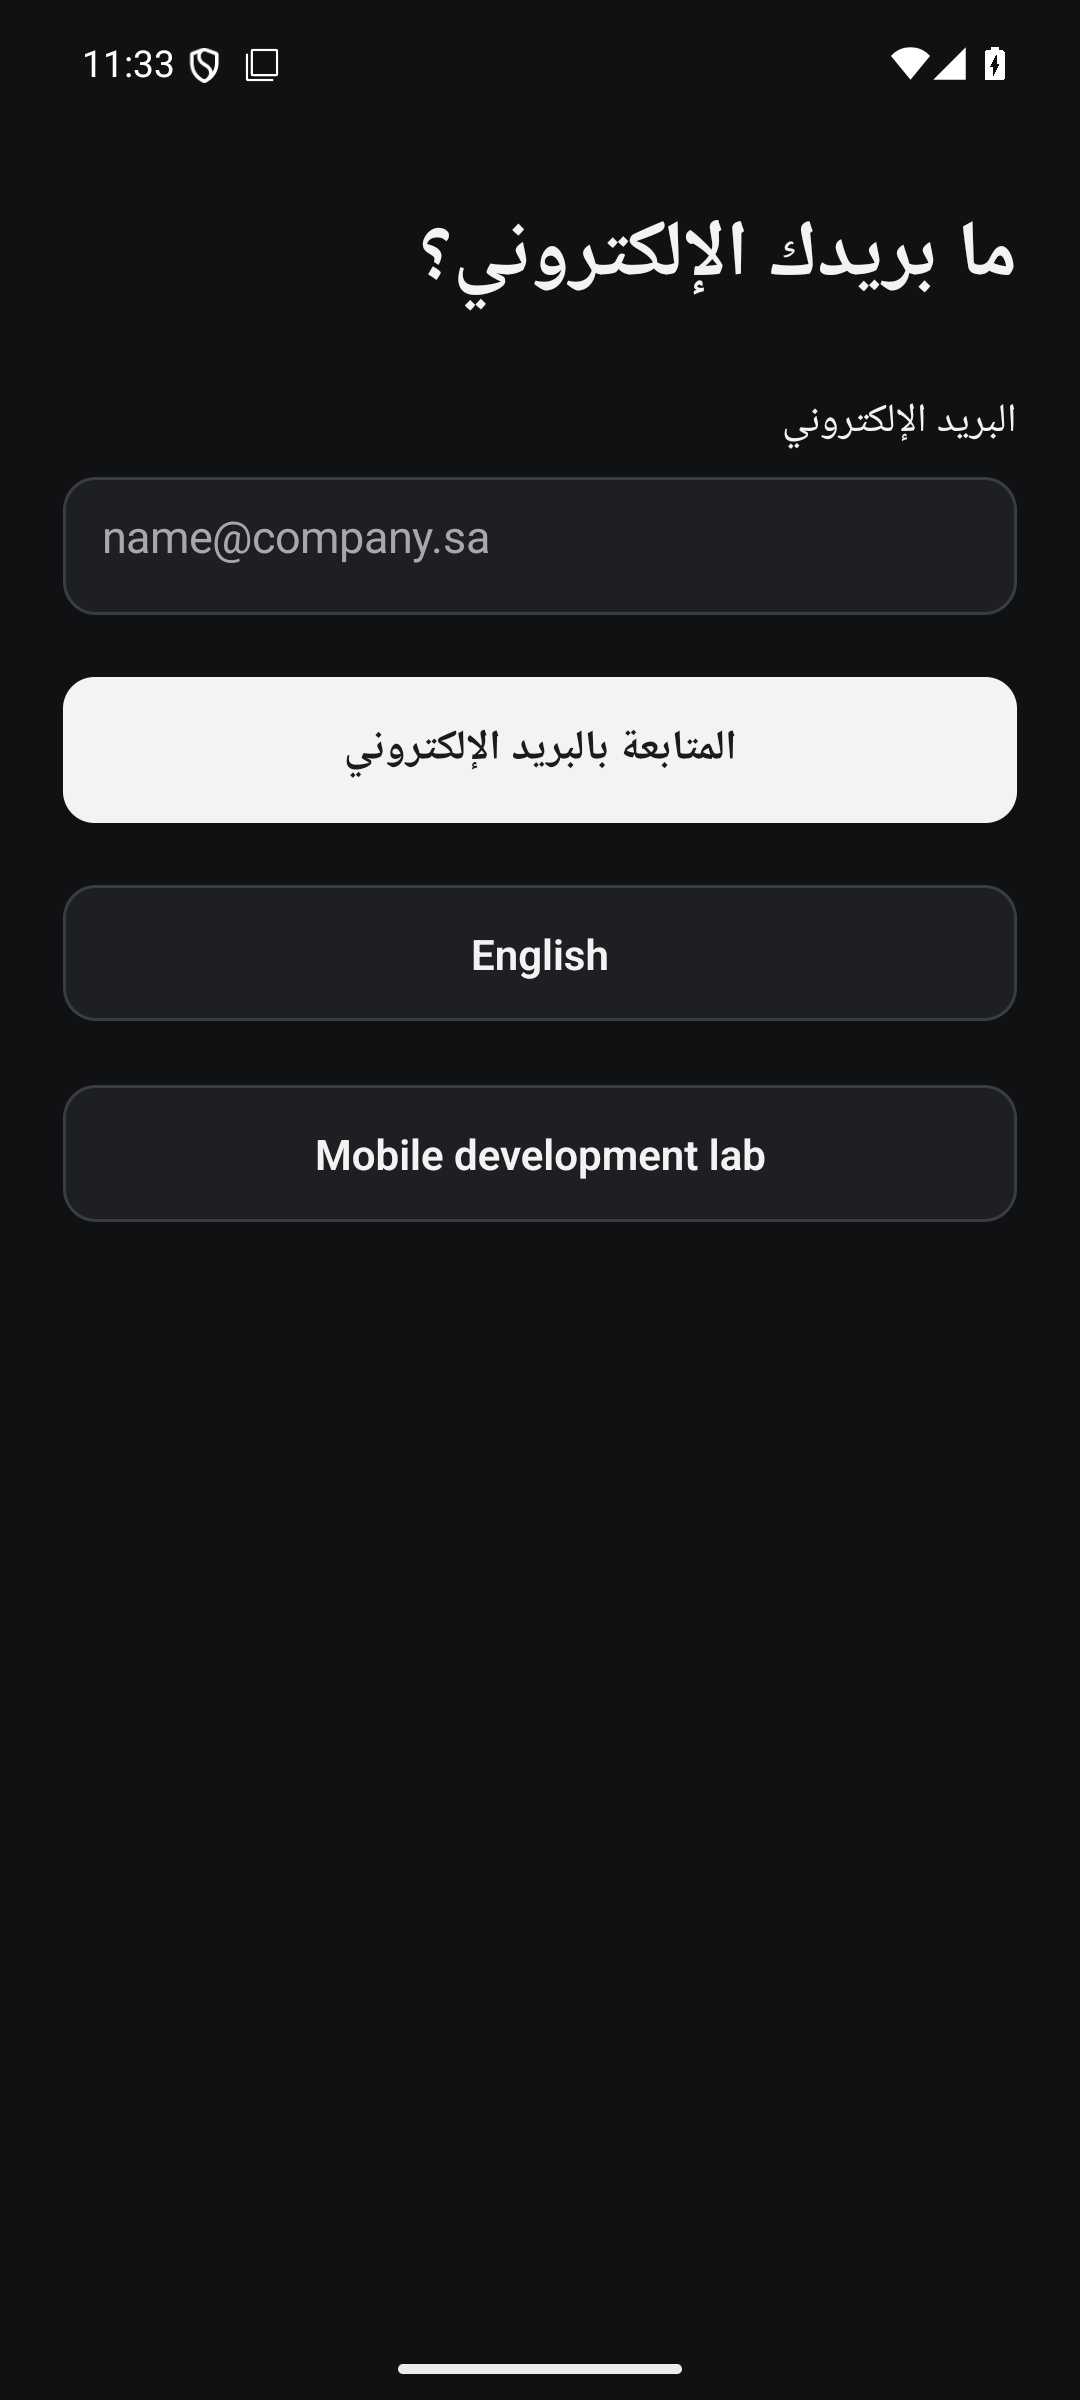 11:33
ما بريدك الإلكتروني؟
البريد الإلكتروني
name@company.sa
المتابعة بالبريد الإلكتروني
English
Mobile development lab